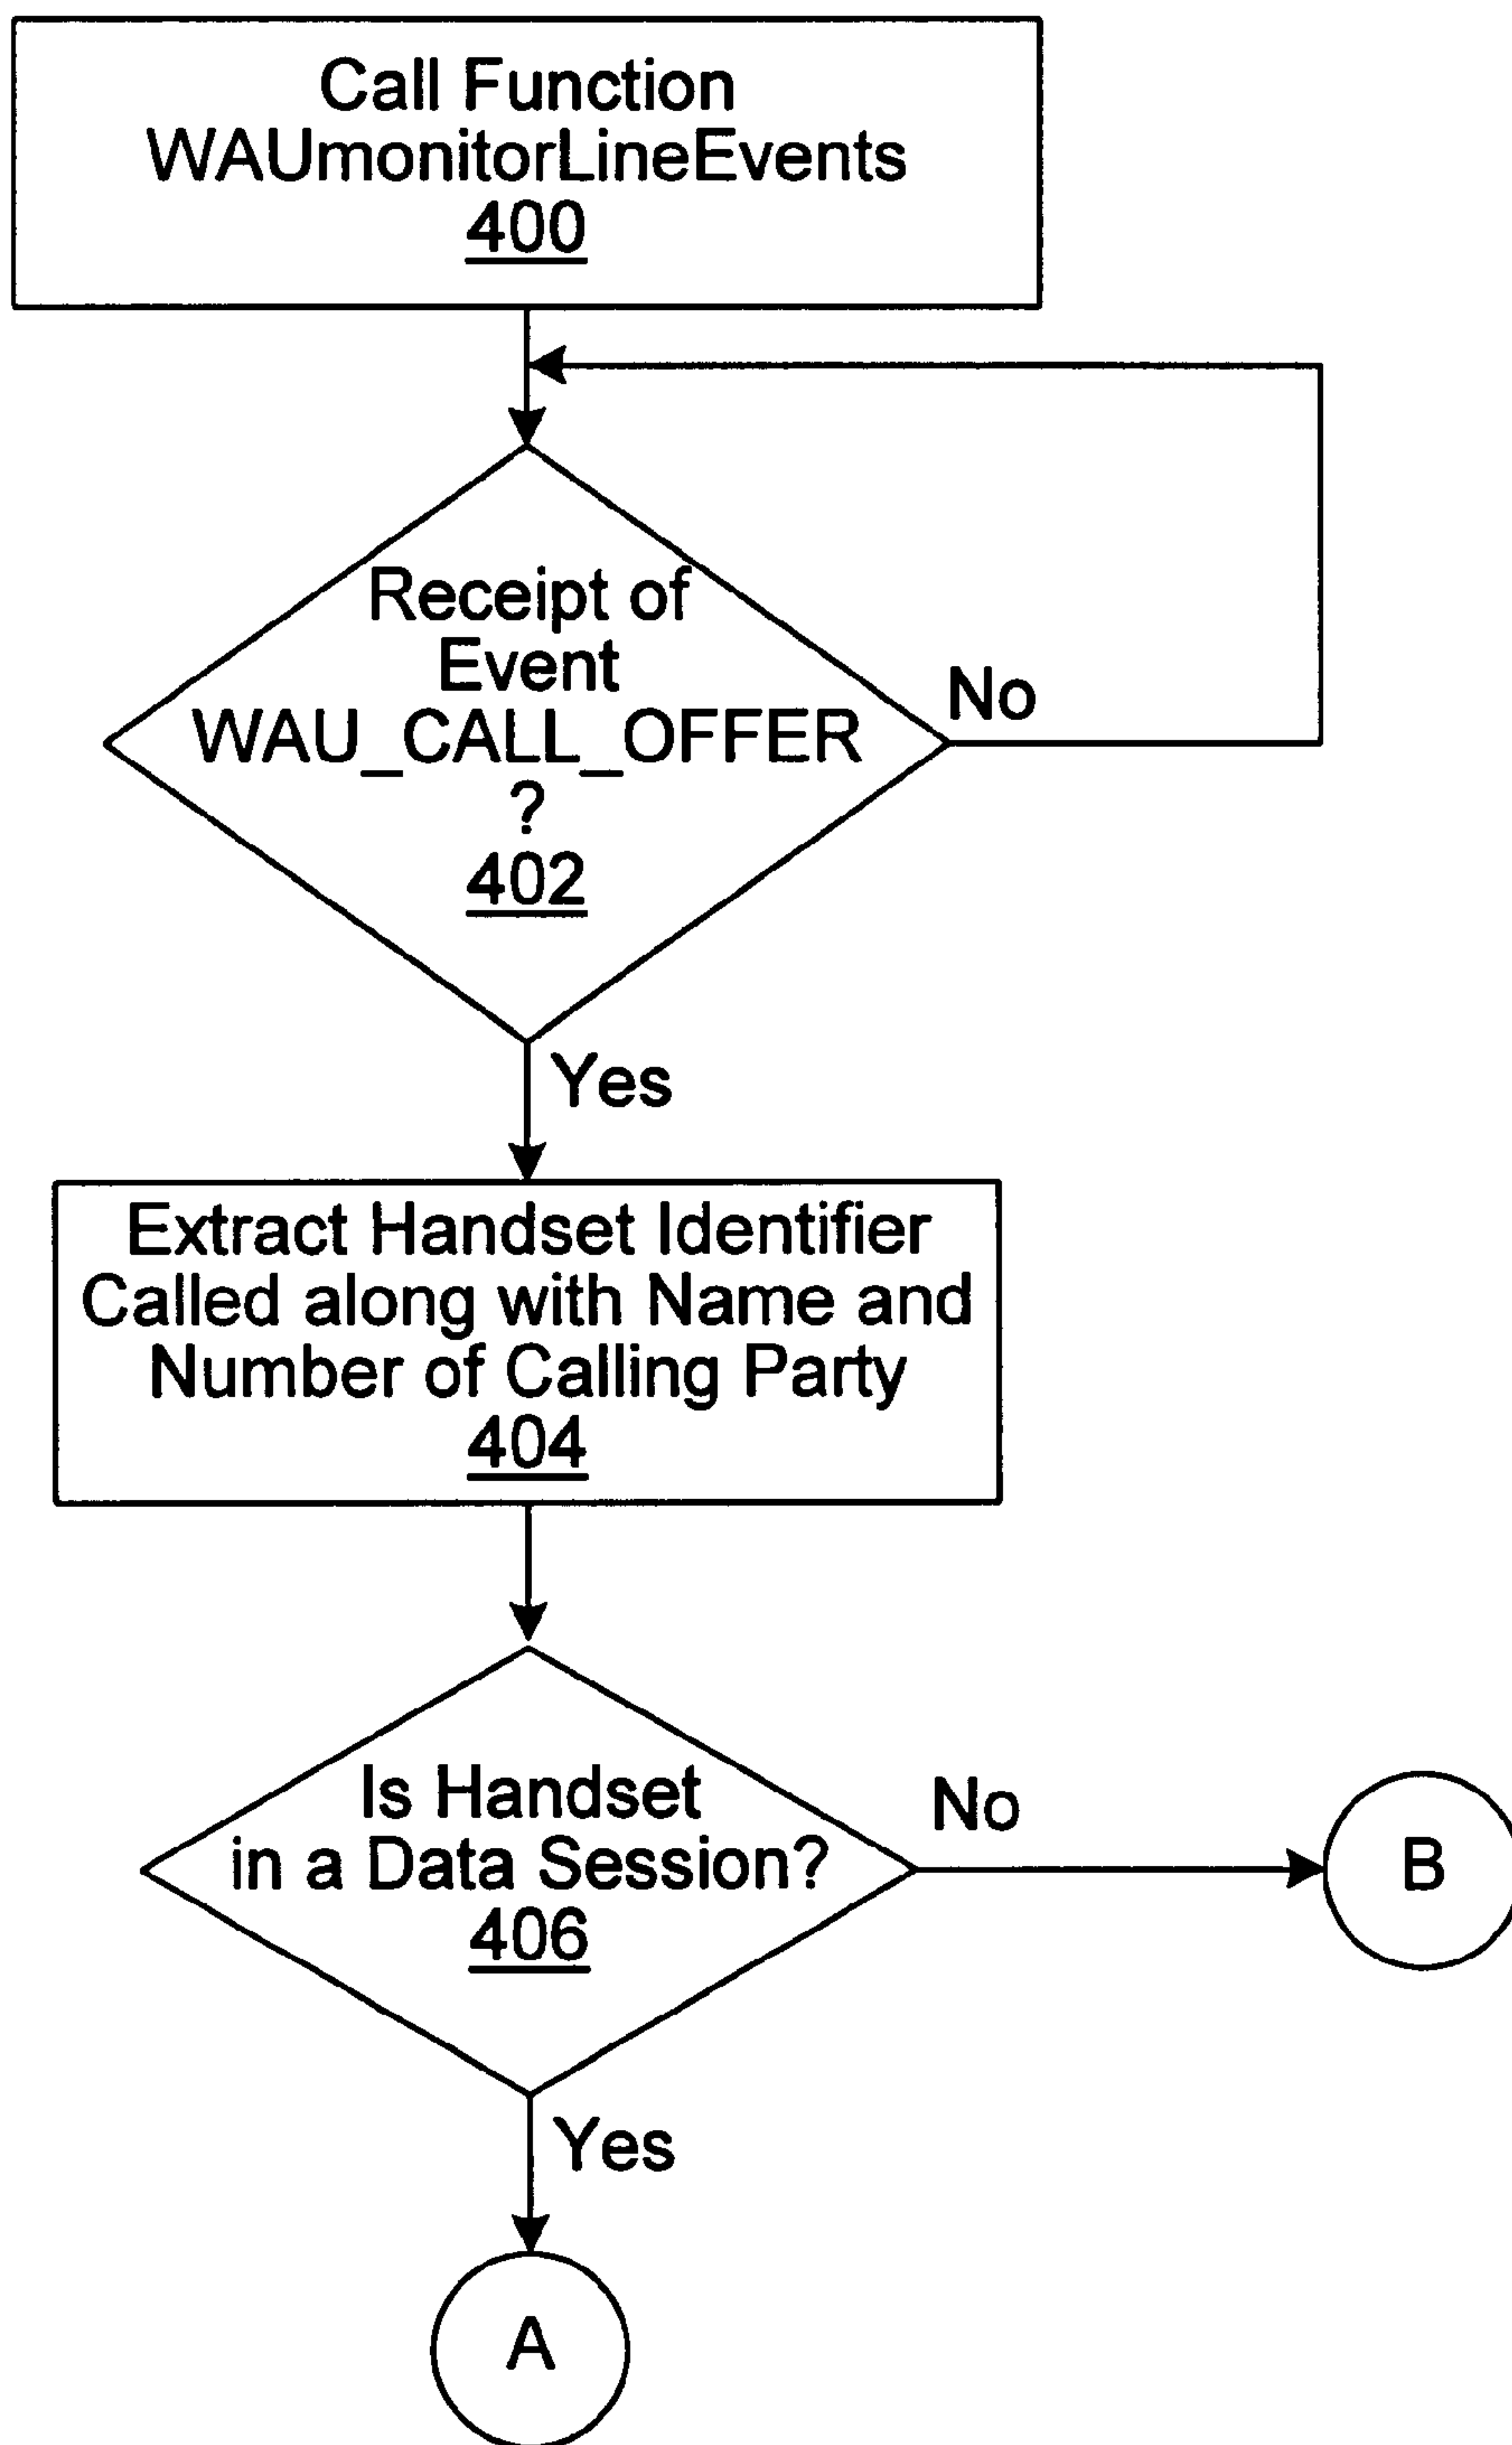 Call Function
WAUmonitorLineEvents
400
Receipt of
Event
WAU_CALL_OFFER
?
402
No
Yes
Extract Handset Identifier
Called along with Name and
Number of Calling Party
404
Is Handset
in a Data Session?
406
No
B
Yes
A